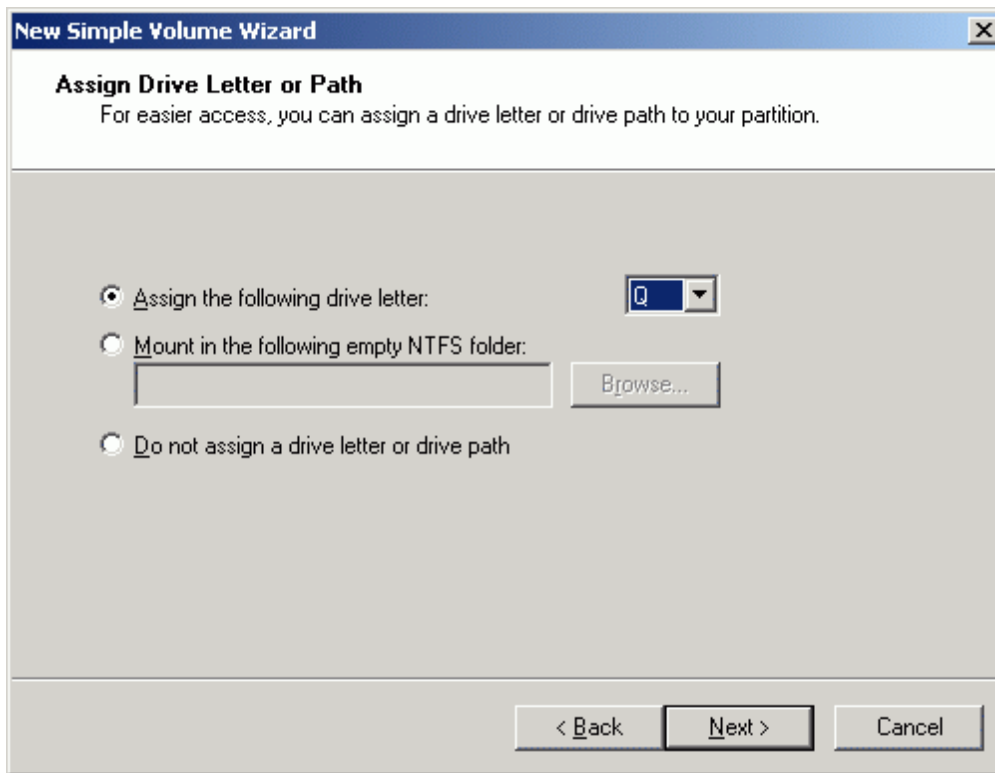 New Simple Volume Wizard
Assign Drive Letter or Path
For easier access, you can assign a drive letter or drive path to your partition.
Assign the following drive letter: Q
Mount in the following empty NTFS folder:
Browse...
Do not assign a drive letter or drive path
< Back Next > Cancel